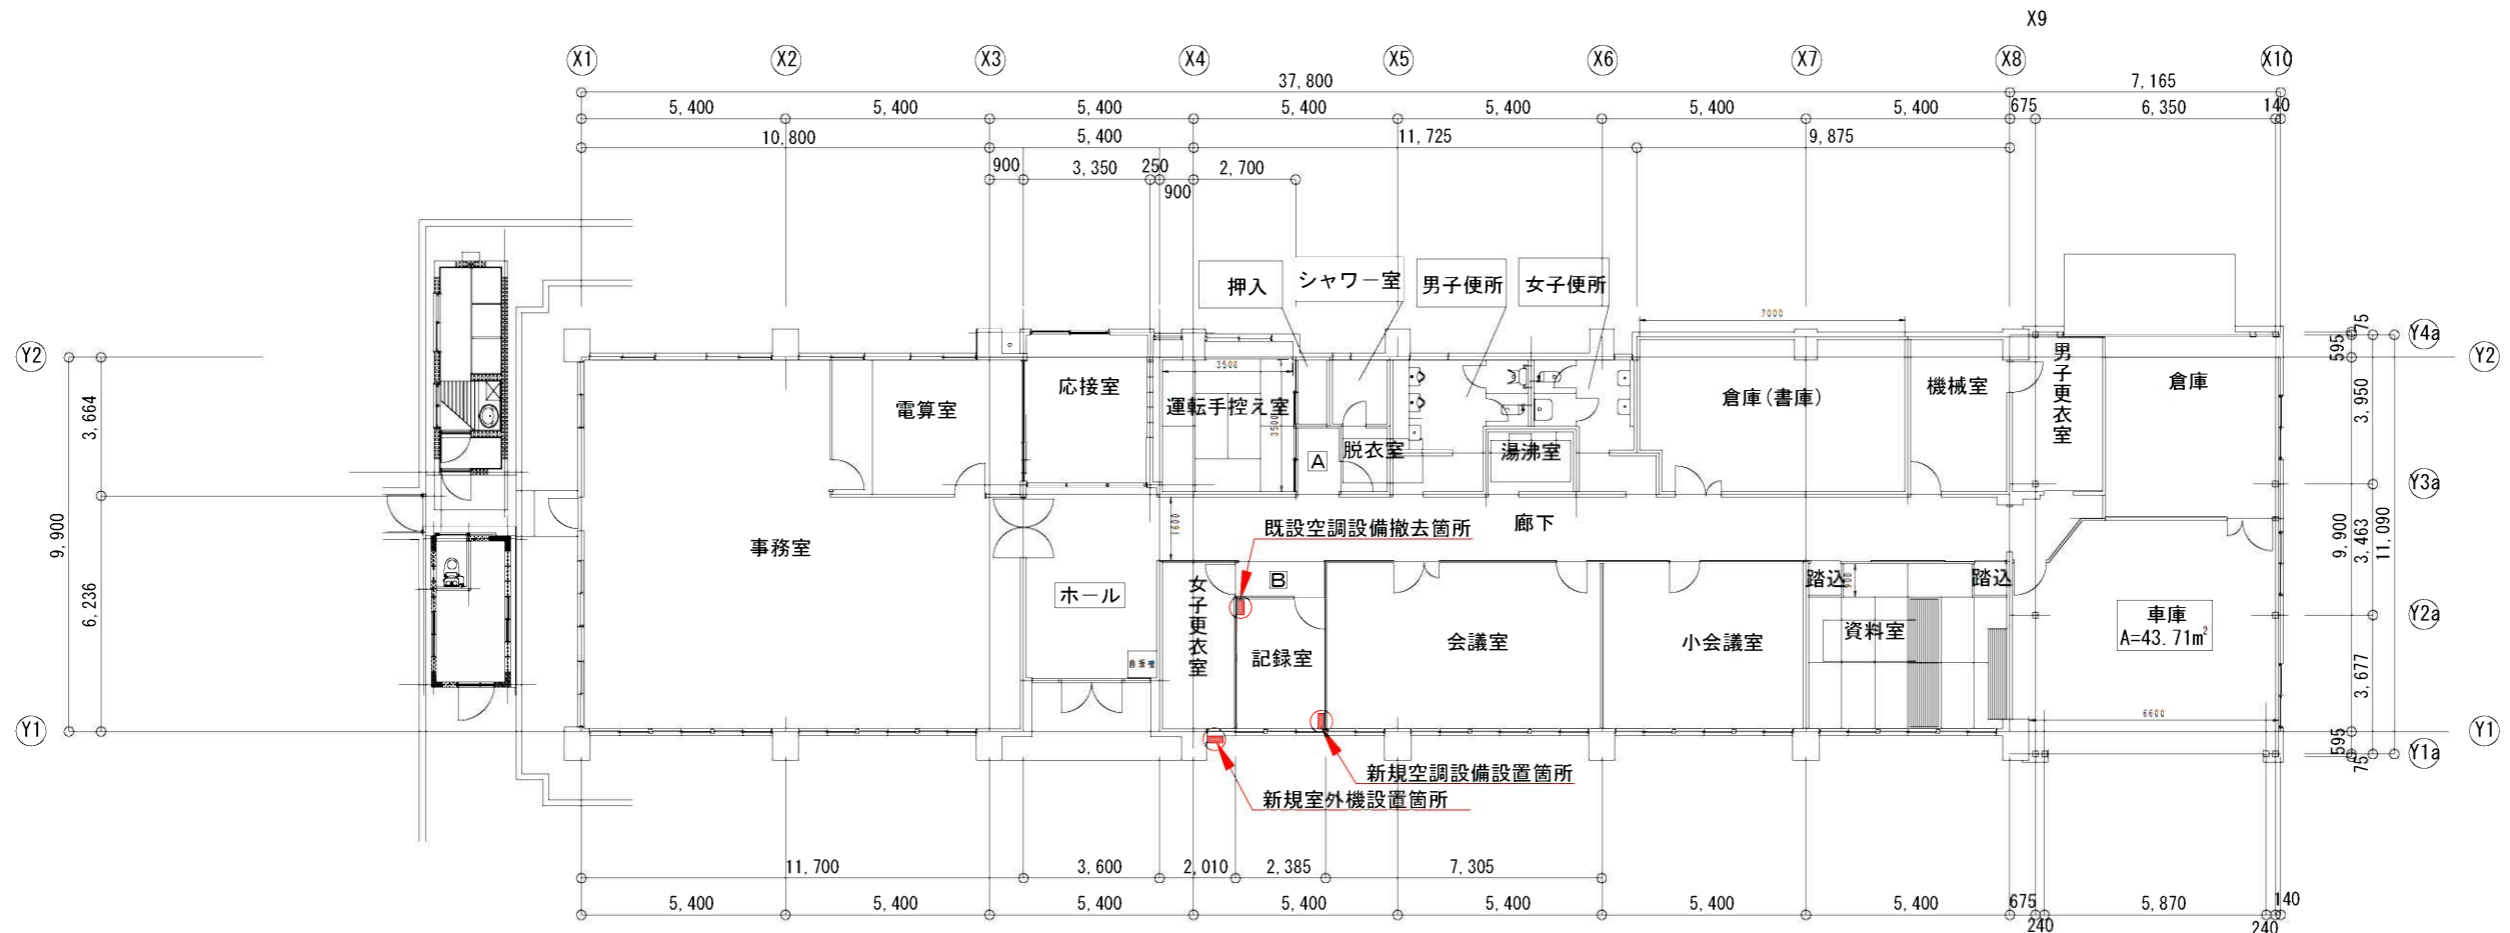 X9
X1 X2 X3 X4 X5 X6 X7 X8 X10
37,800 7,165
5,400 5,400 5,400 5,400 5,400 5,400 5,400 675 6,350 140
10,800 5,400 11,725 9,875
900 3,350 250 2,700
900
押入 シャワー室 男子便所 女子便所
7000
Y2 Y4a Y2
75
595
3,664
3,950
9,900
6,236
応接室 3500 倉庫(書庫) 機械室 男子更衣室 倉庫
電算室 運転手控え室
3500
A 脱衣室 湯沸室
Y3a
9,900
3,463
11,090
1600
既設空調設備撤去箇所 廊下
事務室
B
踏込 900 踏込
ホール 女子更衣室
車庫
A=43.71m²
Y2a
会議室 小会議室 資料室
記録室
3,677
6600
Y1 Y1
595
Y1a
75
新規空調設備設置箇所
新規室外機設置箇所
11,700 3,600 2,010 2,385 7,305
5,400 5,400 5,400 5,400 5,400 5,400 5,400 675 5,870 140
240 240